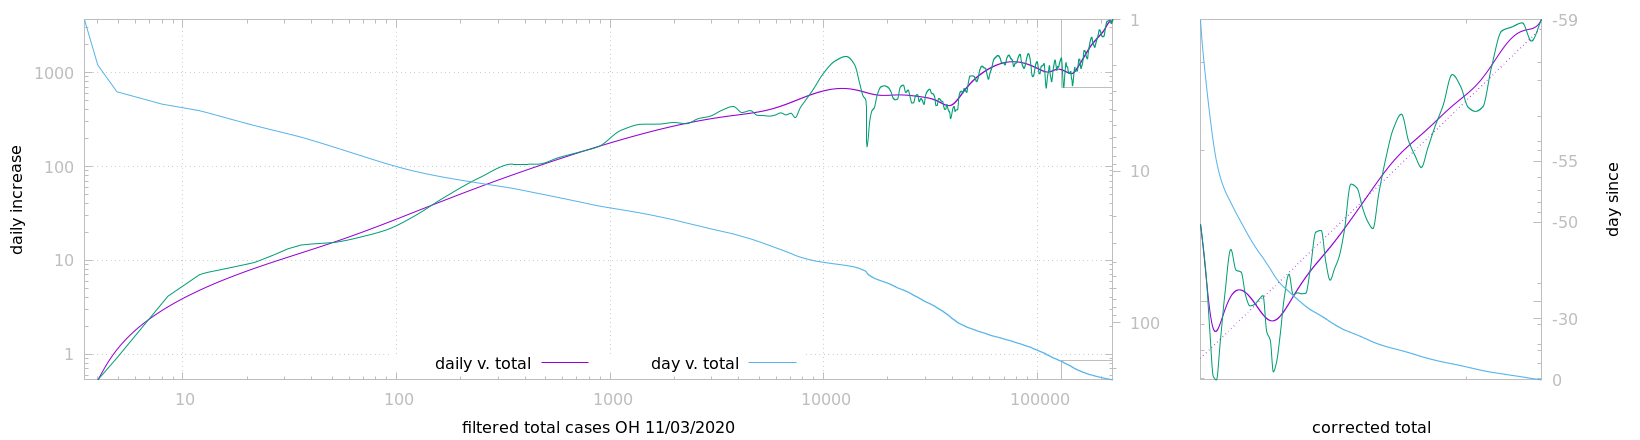 daily increase
1000
100
10
1
10
100
1000
10000
100000
1
10
100
daily v. total
day v. total
filtered total cases OH 11/03/2020
-59
-55
-50
-30
0
day since
corrected total